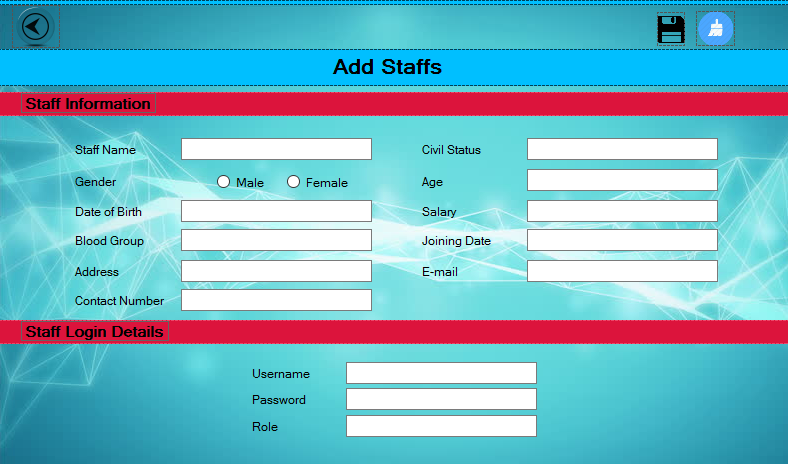 Add Staffs
Staff Information
Staff Name
Civil Status
Gender
Male
Female
Age
Date of Birth
Salary
Blood Group
Joining Date
Address
E-mail
Contact Number
Staff Login Details
Username
Password
Role